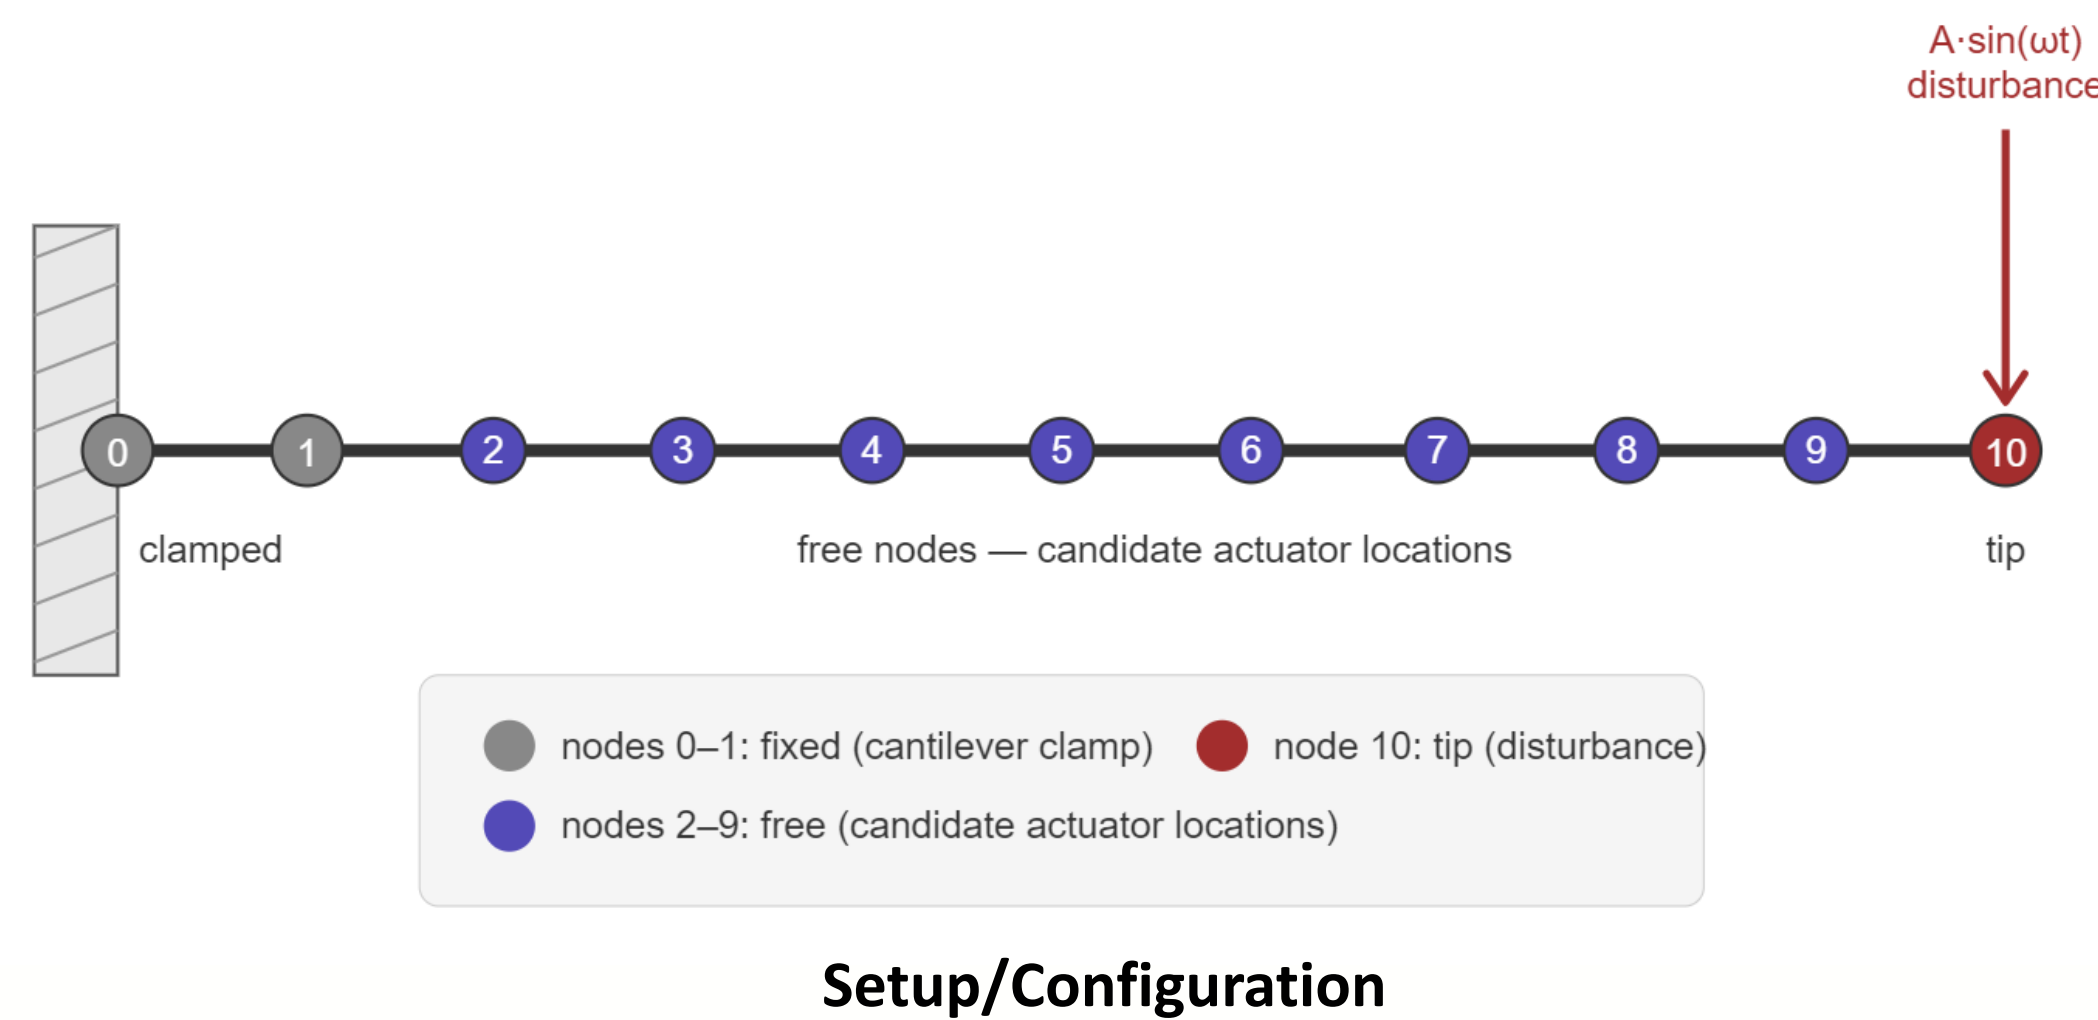 A·sin(ωt)
disturbance
0 1 2 3 4 5 6 7 8 9 10
clamped free nodes — candidate actuator locations tip
nodes 0–1: fixed (cantilever clamp) node 10: tip (disturbance)
nodes 2–9: free (candidate actuator locations)
Setup/Configuration